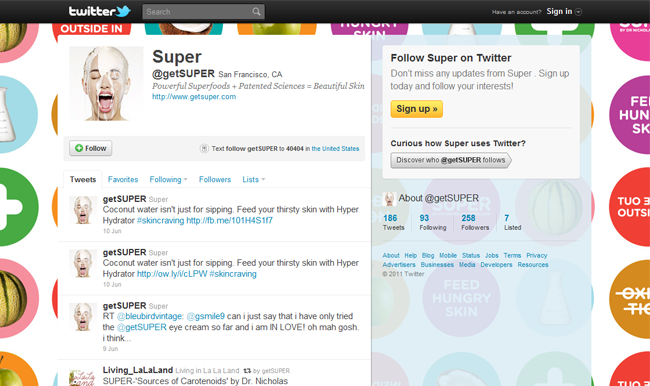 twitter
Search
Have an account? Sign in
OUTSIDE IN
HUNGRY
SKIN
BY DR NICHOLAS
Super
@getSUPER San Francisco, CA
Powerful Superfoods + Patented Sciences = Beautiful Skin
http://www.getsuper.com
Follow
Text follow getSUPER to 40404 in the United States
Tweets Favorites Following Followers Lists
getSUPER Super
Coconut water isn't just for sipping. Feed your thirsty skin with Hyper
Hydrator #skincraving http://fb.me/101H4S1f7
10 Jun
getSUPER Super
Coconut water isn't just for sipping. Feed your thirsty skin with Hyper
Hydrator http://ow.ly/i/cLPW #skincraving
10 Jun
getSUPER Super
RT @bleubirdvintage: @gsmile9 can i just say that i have only tried
the @getSUPER eye cream so far and i am IN LOVE! oh mah gosh.
i think...
9 Jun
Living_LaLaLand Living in La La Land by getSUPER
SUPER-'Sources of Carotenoids' by Dr. Nicholas
Follow Super on Twitter
Don't miss any updates from Super . Sign up
today and follow your interests!
Sign up »
Curious how Super uses Twitter?
Discover who @getSUPER follows
About @getSUPER
186 93 258 7
Tweets Following Followers Listed
About Help Blog Mobile Status Jobs Terms Privacy
Advertisers Businesses Media Developers Resources
© 2011 Twitter
FEED
HUNGRY
SKIN
FEED
HUNGRY
SKIN